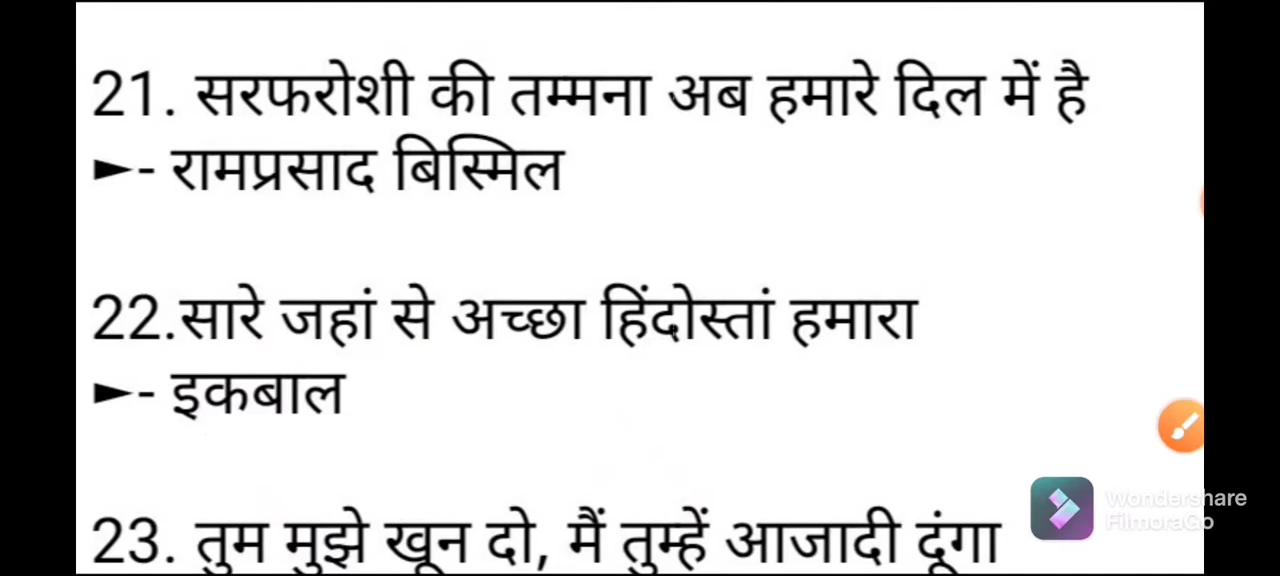 21. सरफरोशी की तम्मना अब हमारे दिल में है
►- रामप्रसाद बिस्मिल
22.सारे जहां से अच्छा हिंदोस्तां हमारा
►- इकबाल
23. तुम मुझे खून दो, मैं तुम्हें आजादी दूंगा
Wondershare
FilmoraGo